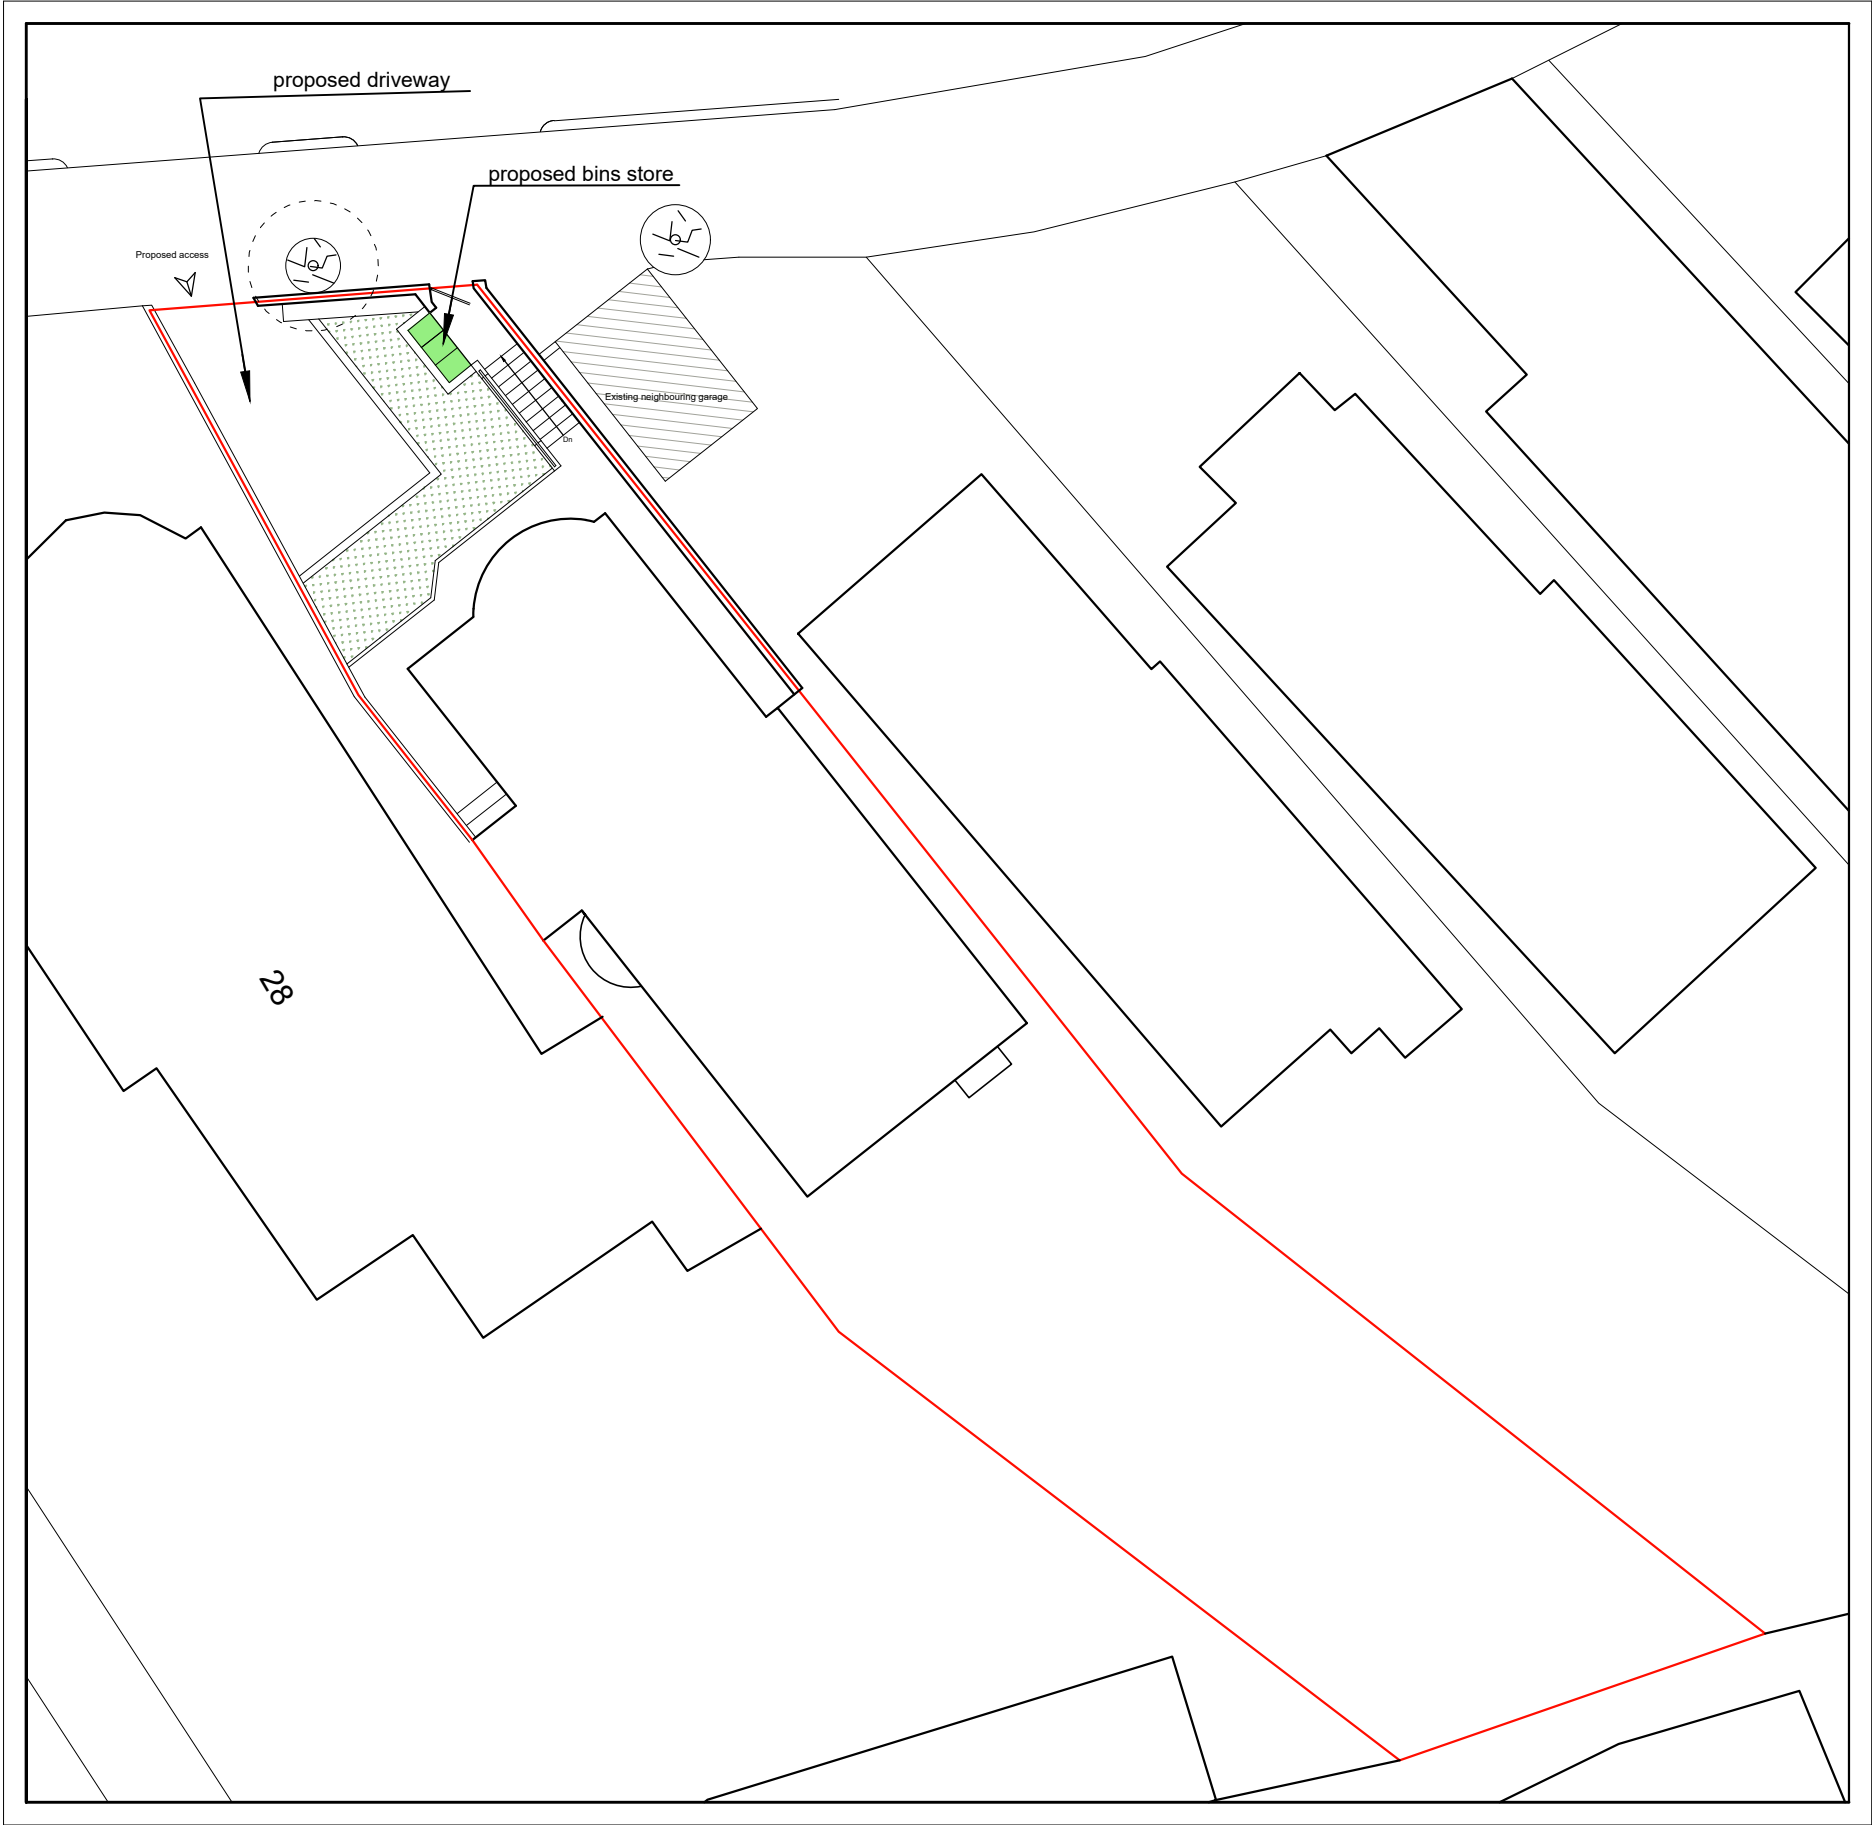 proposed driveway
proposed bins store
Proposed access
Existing neighbouring garage
Dn
28